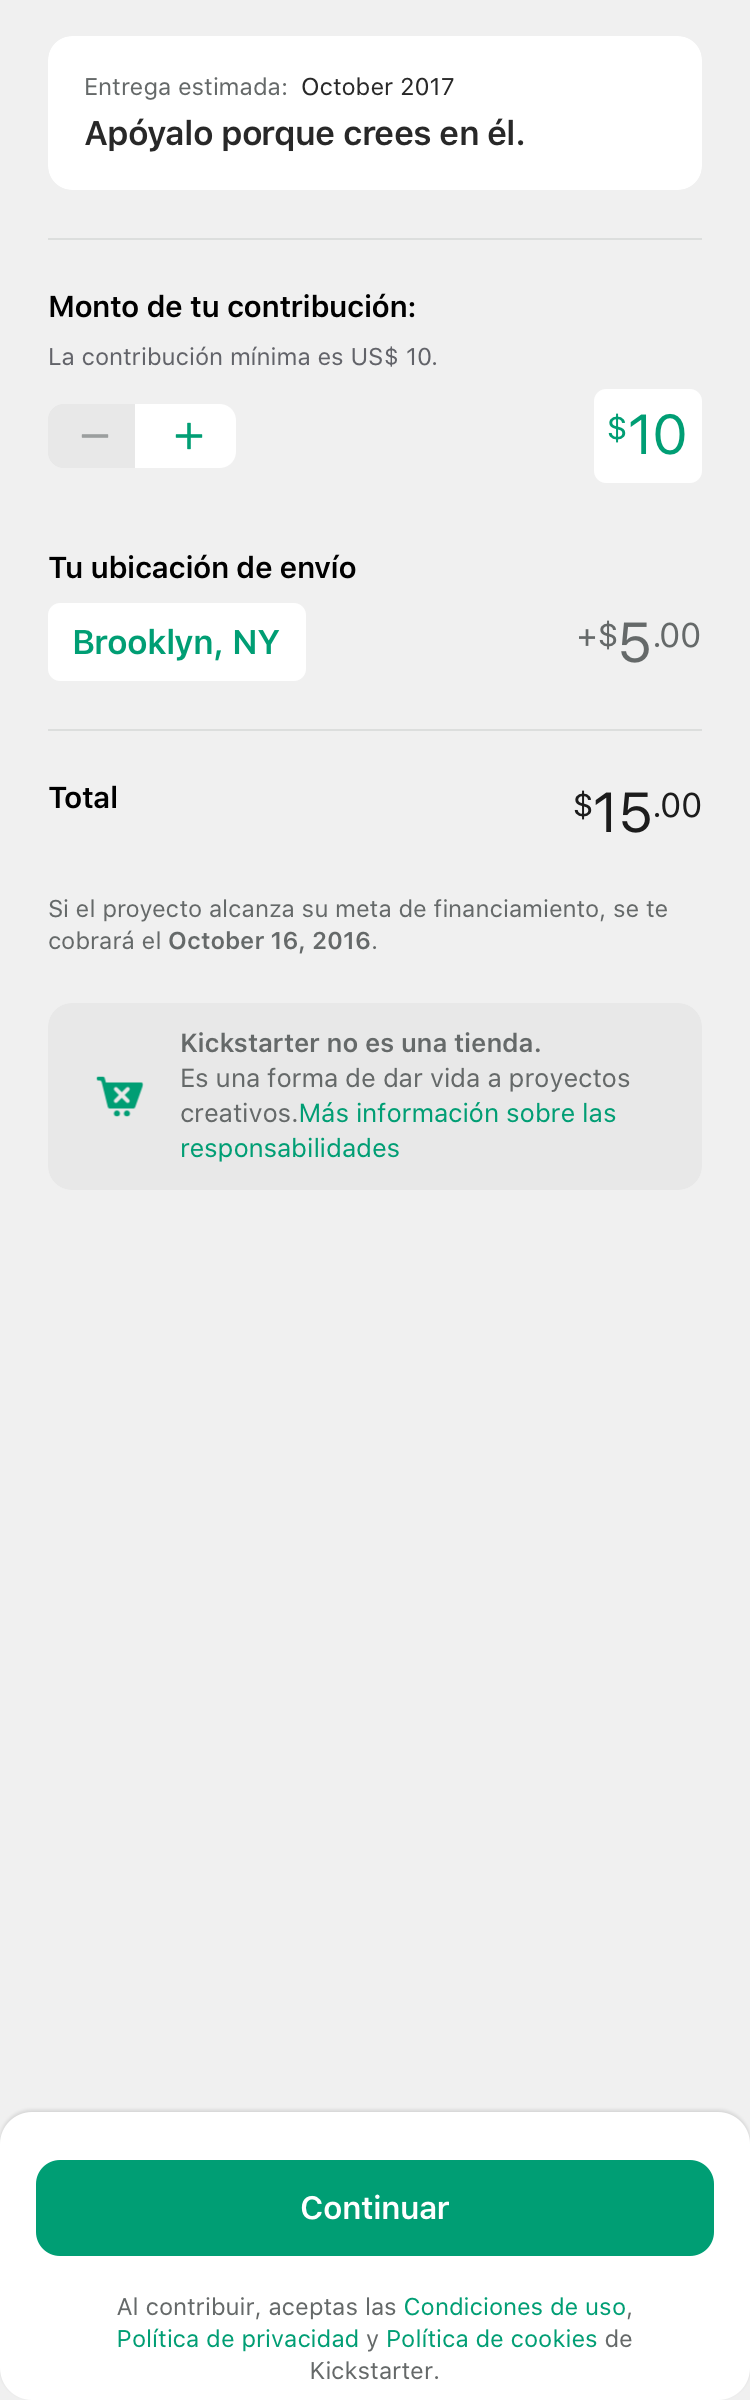 Entrega estimada: October 2017
Apóyalo porque crees en él.
Monto de tu contribución:
La contribución mínima es US$ 10.
$10
Tu ubicación de envío
Brooklyn, NY
+$5.00
Total
$15.00
Si el proyecto alcanza su meta de financiamiento, se te
cobrará el October 16, 2016.
Kickstarter no es una tienda.
Es una forma de dar vida a proyectos
creativos.Más información sobre las
responsabilidades
Continuar
Al contribuir, aceptas las Condiciones de uso,
Política de privacidad y Política de cookies de
Kickstarter.